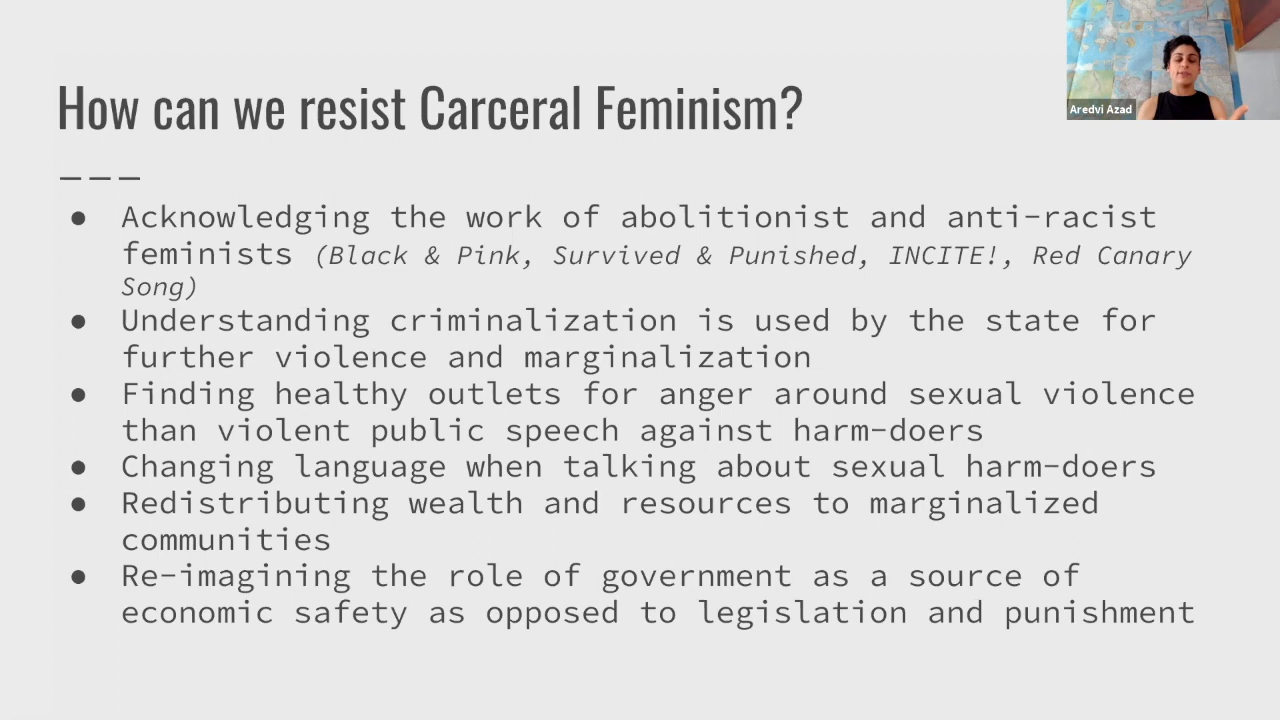 How can we resist Carceral Feminism?
Aredvi Azad
● Acknowledging the work of abolitionist and anti-racist
feminists (Black & Pink, Survived & Punished, INCITE!, Red Canary
Song)
● Understanding criminalization is used by the state for
further violence and marginalization
● Finding healthy outlets for anger around sexual violence
than violent public speech against harm-doers
● Changing language when talking about sexual harm-doers
● Redistributing wealth and resources to marginalized
communities
● Re-imagining the role of government as a source of
economic safety as opposed to legislation and punishment